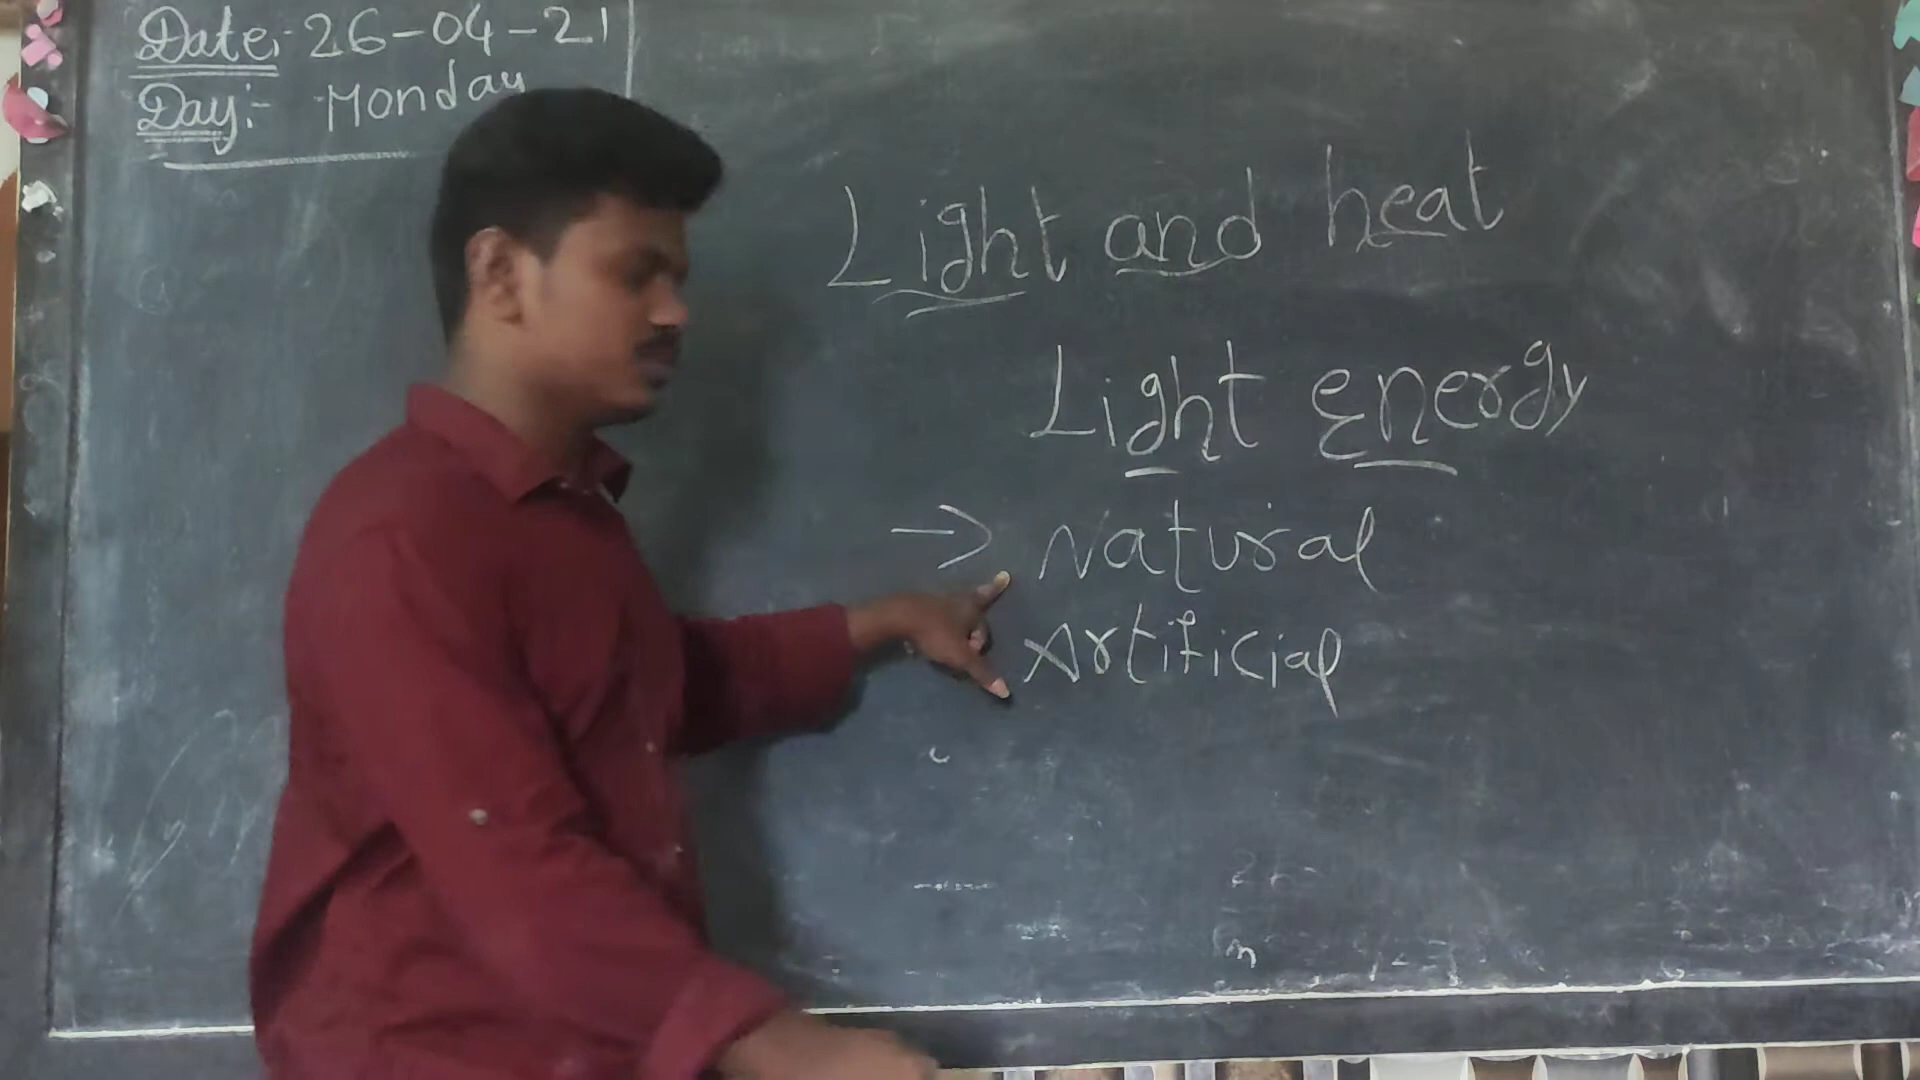 Date:- 26-04-21
Day:- Monday
Light and heat
Light energy
→ Natural
Artificial